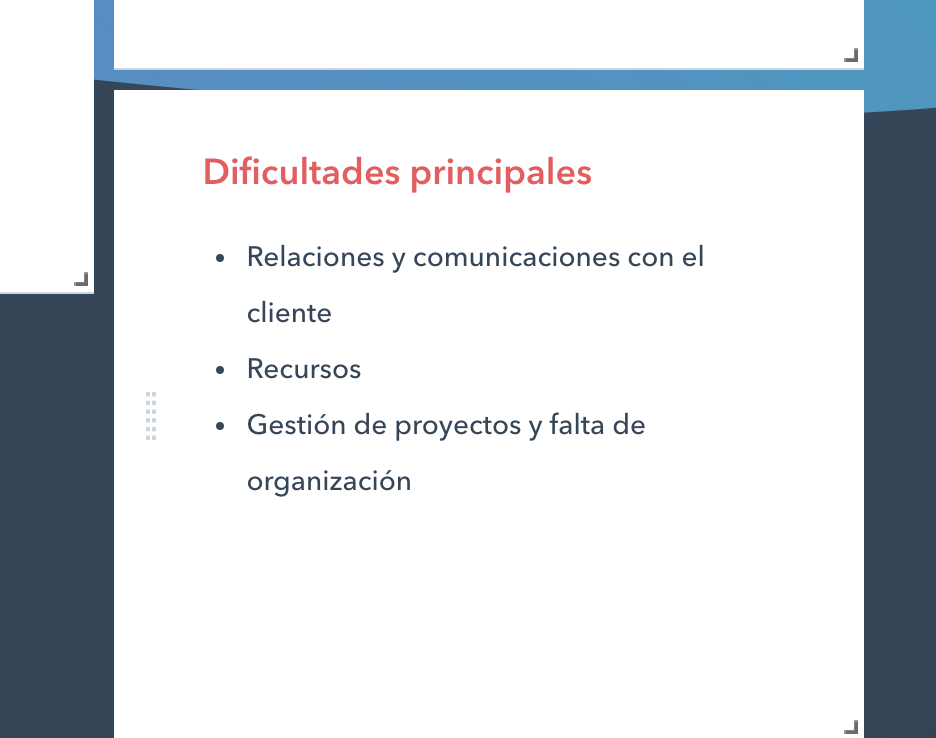 Dificultades principales
• Relaciones y comunicaciones con el
cliente
• Recursos
• Gestión de proyectos y falta de
organización